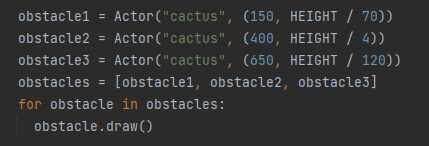 obstacle1 = Actor("cactus", (150, HEIGHT / 70))
obstacle2 = Actor("cactus", (400, HEIGHT / 4))
obstacle3 = Actor("cactus", (650, HEIGHT / 120))
obstacles = [obstacle1, obstacle2, obstacle3]
for obstacle in obstacles:
  obstacle.draw()